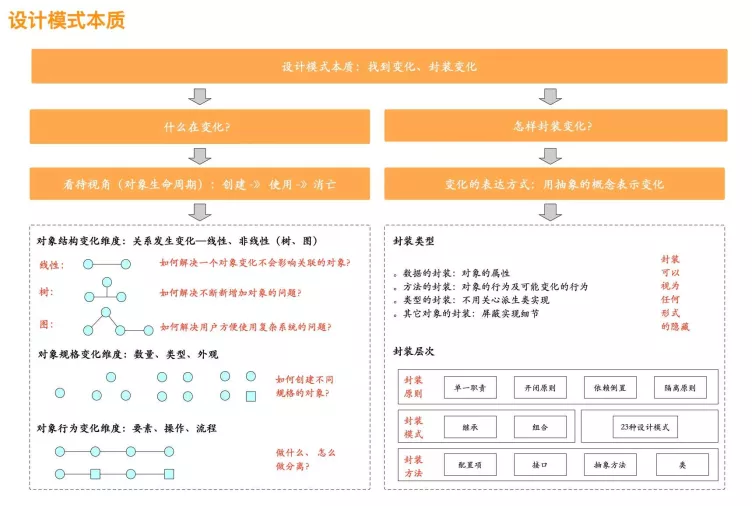 设计模式本质
设计模式本质：找到变化、封装变化
什么在变化？
怎样封装变化？
看待视角（对象生命周期）：创建 -》 使用 -》 消亡
变化的表达方式：用抽象的概念表示变化
对象结构变化维度：关系发生变化—线性、非线性（树、图）
线性：
如何解决一个对象变化不会影响关联的对象？
树：
如何解决不断新增加对象的问题？
图：
如何解决用户方便使用复杂系统的问题？
对象规格变化维度：数量、类型、外观
如何创建不同
规格的对象？
对象行为变化维度：要素、操作、流程
做什么、怎么
做分离？
封装类型
。数据的封装：对象的属性
。方法的封装：对象的行为及可能变化的行为
。类型的封装：不用关心派生类实现
。其它对象的封装：屏蔽实现细节
封装
可以
视为
任何
形式
的隐藏
封装层次
封装
原则
单一职责
开闭原则
依赖倒置
隔离原则
封装
模式
继承
组合
23种设计模式
封装
方法
配置项
接口
抽象方法
类